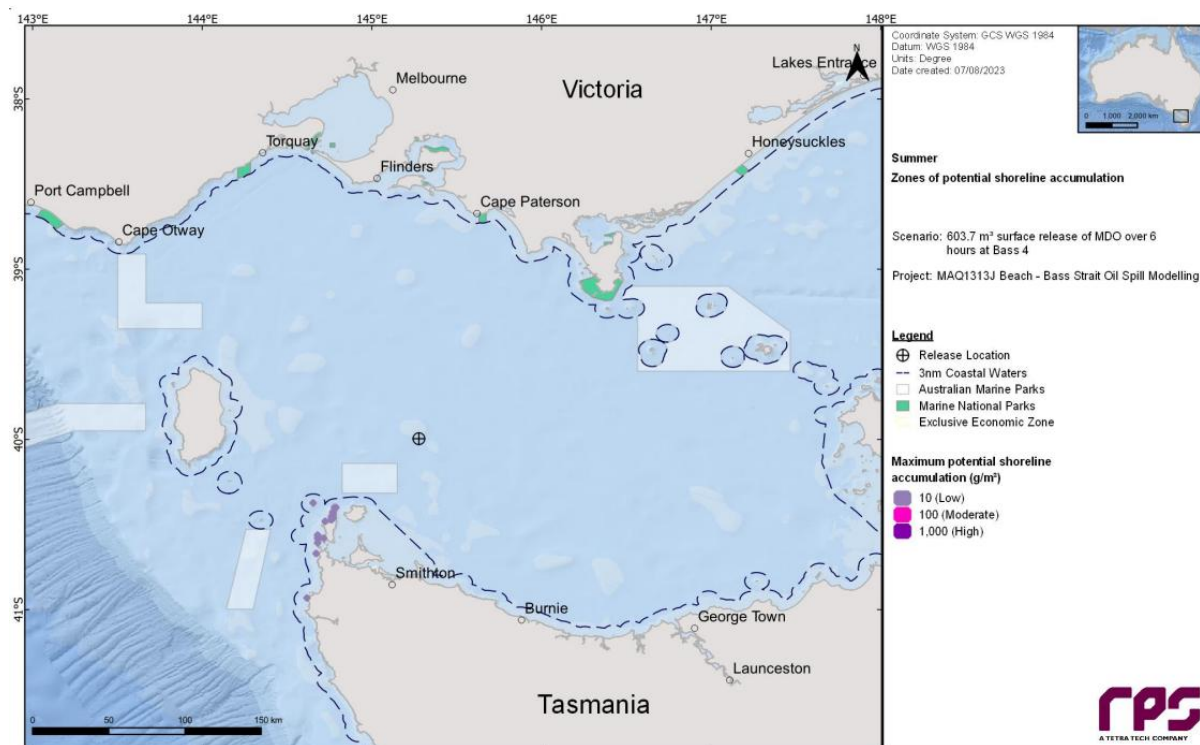 143°E
144°E
145°E
146°E
147°E
148°E
38°S
39°S
40°S
41°S
38°S
39°S
40°S
41°S
N
Melbourne
Victoria
Lakes Entrance
Torquay
Honeysuckles
Flinders
Port Campbell
Cape Paterson
Cape Otway
Smithton
Burnie
George Town
Launceston
Tasmania
0 50 100 150 km
Coordinate System: GCS WGS 1984
Datum: WGS 1984
Units: Degree
Date created: 07/08/2023
0 1,000 2,000 km
Summer
Zones of potential shoreline accumulation
Scenario: 603.7 m³ surface release of MDO over 6
hours at Bass 4
Project: MAQ1313J Beach - Bass Strait Oil Spill Modelling
Legend
Release Location
3nm Coastal Waters
Australian Marine Parks
Marine National Parks
Exclusive Economic Zone
Maximum potential shoreline
accumulation (g/m²)
10 (Low)
100 (Moderate)
1,000 (High)
rps
A TETRA TECH COMPANY